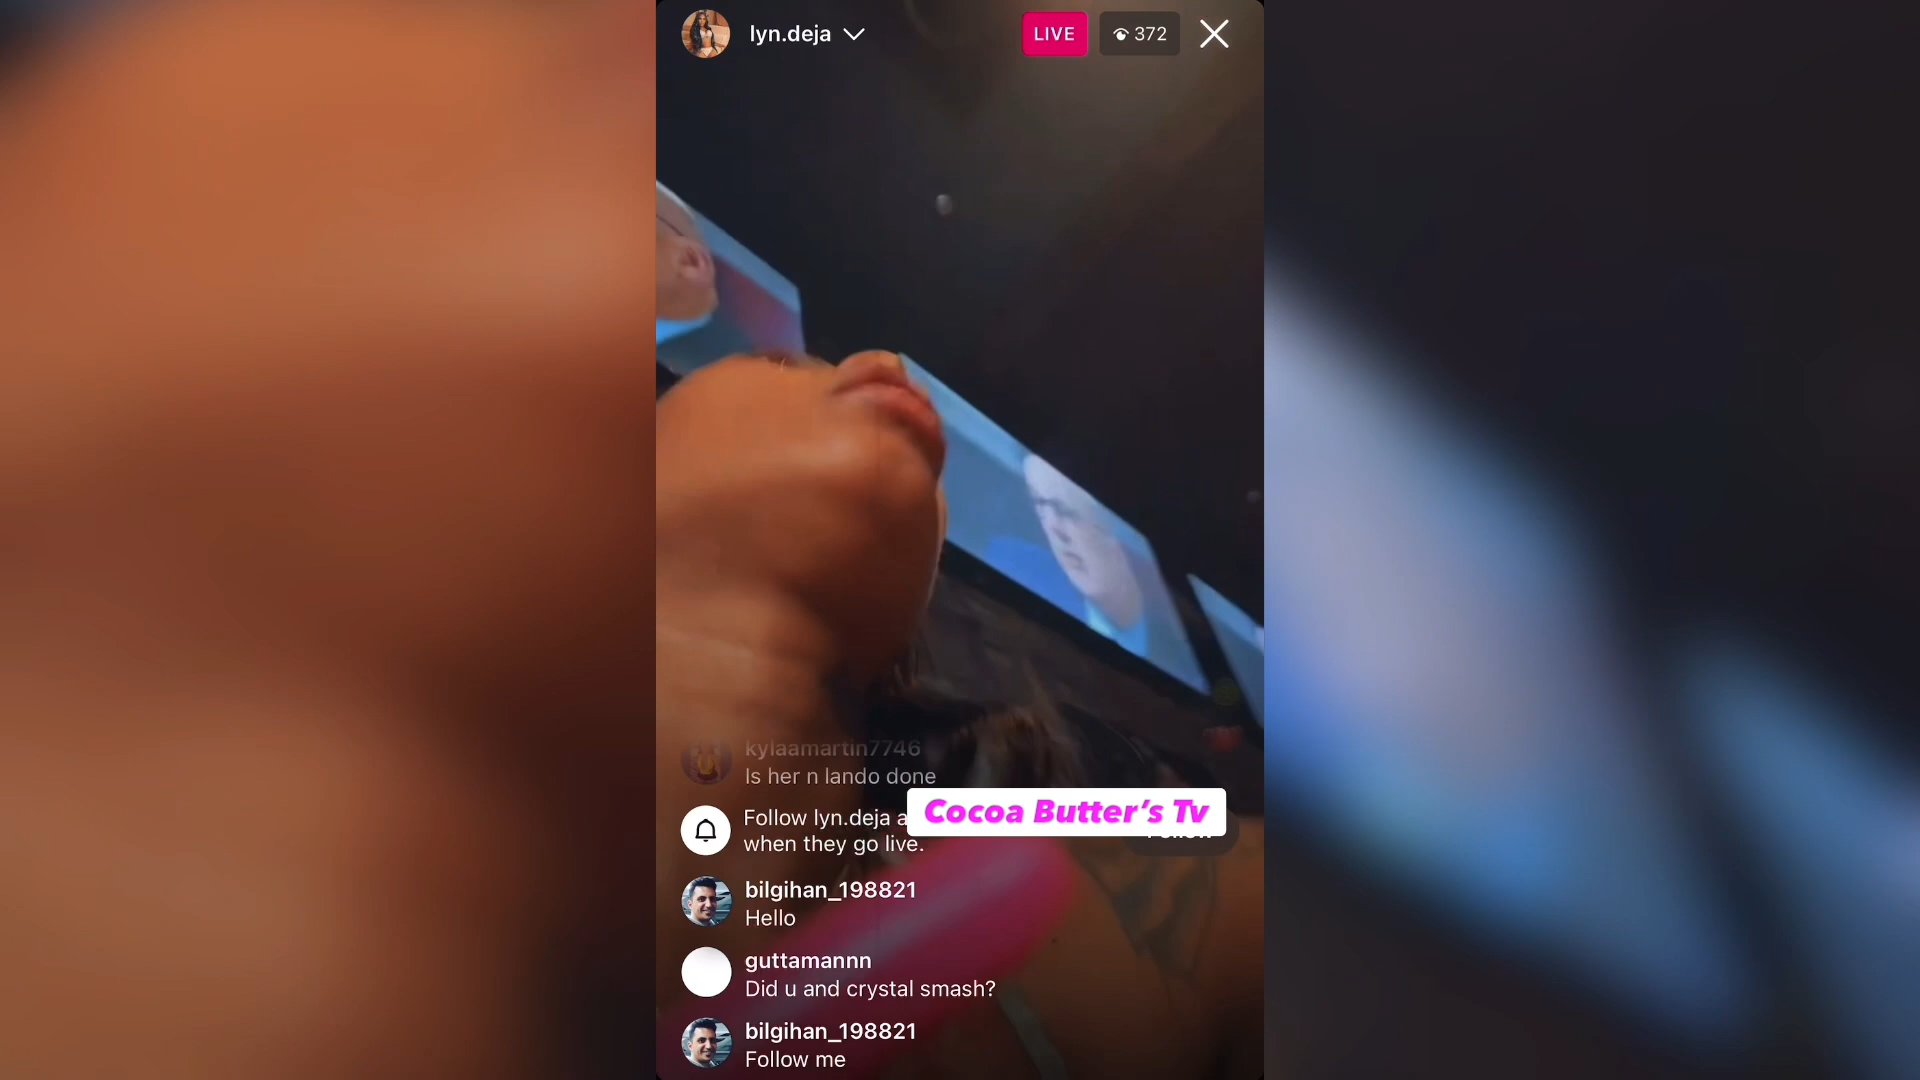 lyn.deja
LIVE
372
kylaamartin7746
Is her n lando done
Follow lyn.deja a
when they go live.
Cocoa Butter's Tv
bilgihan_198821
Hello
guttamannn
Did u and crystal smash?
bilgihan_198821
Follow me